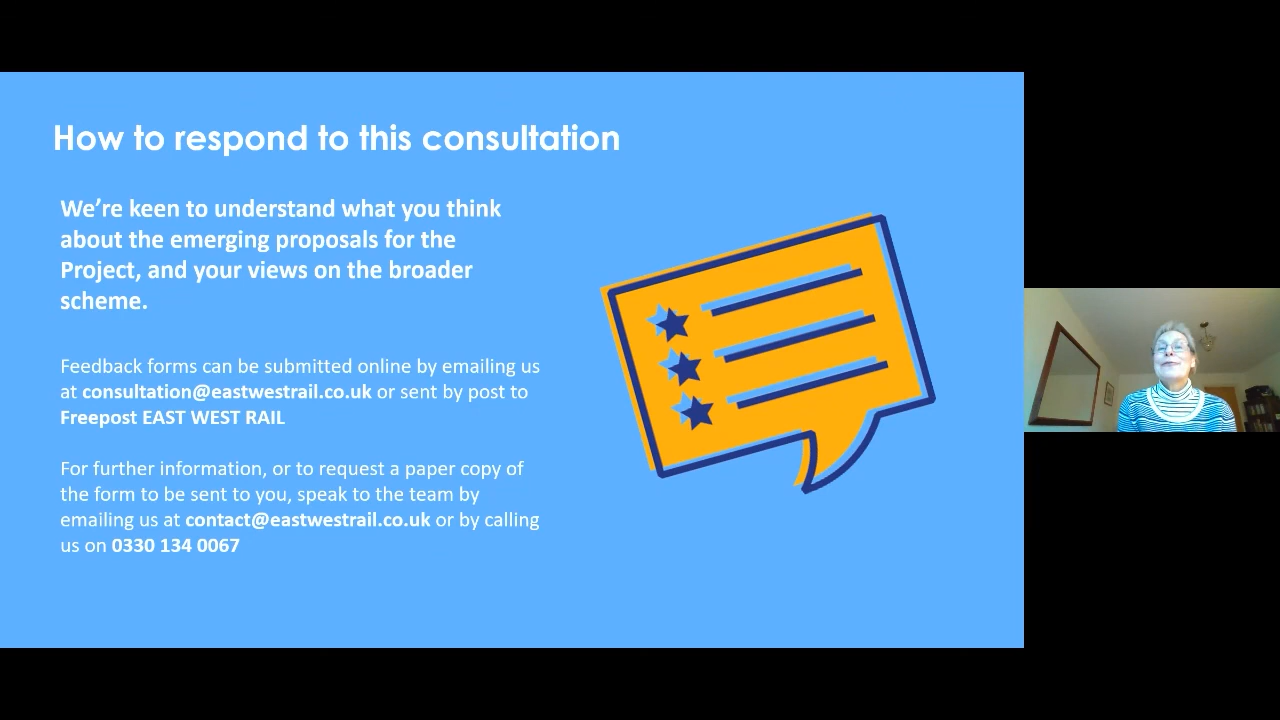 How to respond to this consultation
We’re keen to understand what you think
about the emerging proposals for the
Project, and your views on the broader
scheme.
Feedback forms can be submitted online by emailing us
at consultation@eastwestrail.co.uk or sent by post to
Freepost EAST WEST RAIL
For further information, or to request a paper copy of
the form to be sent to you, speak to the team by
emailing us at contact@eastwestrail.co.uk or by calling
us on 0330 134 0067